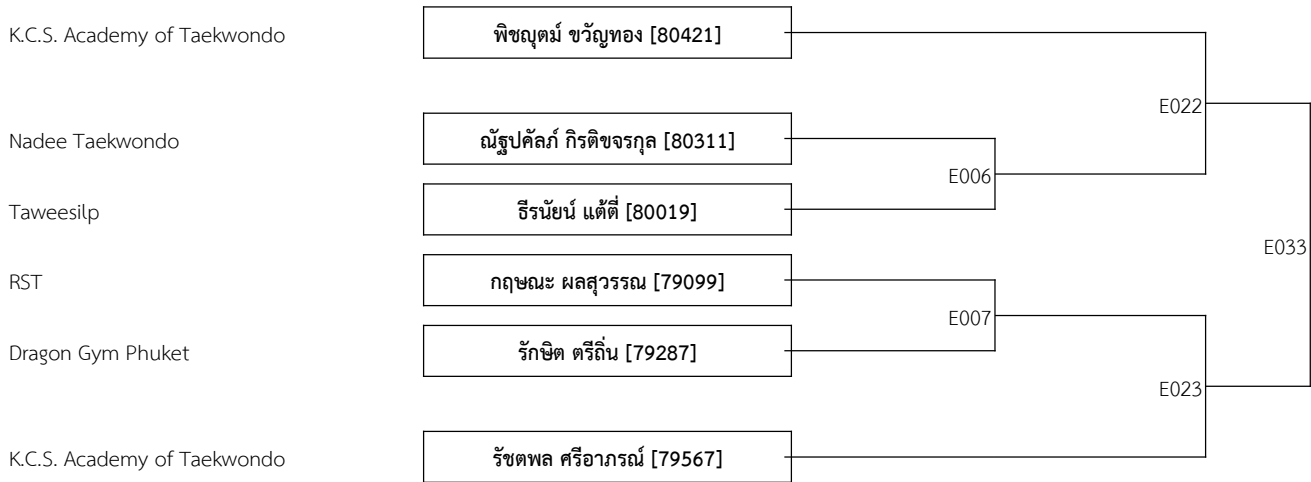 K.C.S. Academy of Taekwondo พิชญุตม์ ขวัญทอง [80421]
E022
Nadee Taekwondo ณัฐปคัลภ์ กิรติขจรกุล [80311]
E006
Taweesilp ธีรนัยน์ แต้ตี่ [80019]
E033
RST กฤษณะ ผลสุวรรณ [79099]
E007
Dragon Gym Phuket รักษิต ตรีถิ่น [79287]
E023
K.C.S. Academy of Taekwondo รัชตพล ศรีอาภรณ์ [79567]